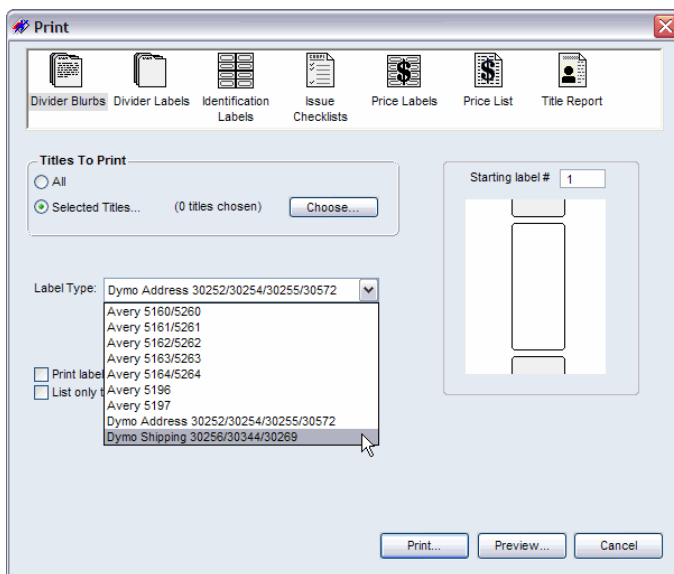 Print
Divider Blurbs Divider Labels Identification Labels Issue Checklists Price Labels Price List Title Report
Titles To Print
All
Selected Titles... (0 titles chosen) Choose...
Starting label # 1
Label Type: Dymo Address 30252/30254/30255/30572
Avery 5160/5260
Avery 5161/5261
Avery 5162/5262
Avery 5163/5263
Print label
Avery 5164/5264
List only t
Avery 5196
Avery 5197
Dymo Address 30252/30254/30255/30572
Dymo Shipping 30256/30344/30269
Print... Preview... Cancel